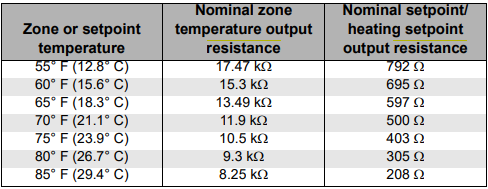 Zone or setpoint temperature | Nominal zone temperature output resistance | Nominal setpoint/ heating setpoint output resistance
55° F (12.8° C) | 17.47 kΩ | 792 Ω
60° F (15.6° C) | 15.3 kΩ | 695 Ω
65° F (18.3° C) | 13.49 kΩ | 597 Ω
70° F (21.1° C) | 11.9 kΩ | 500 Ω
75° F (23.9° C) | 10.5 kΩ | 403 Ω
80° F (26.7° C) | 9.3 kΩ | 305 Ω
85° F (29.4° C) | 8.25 kΩ | 208 Ω